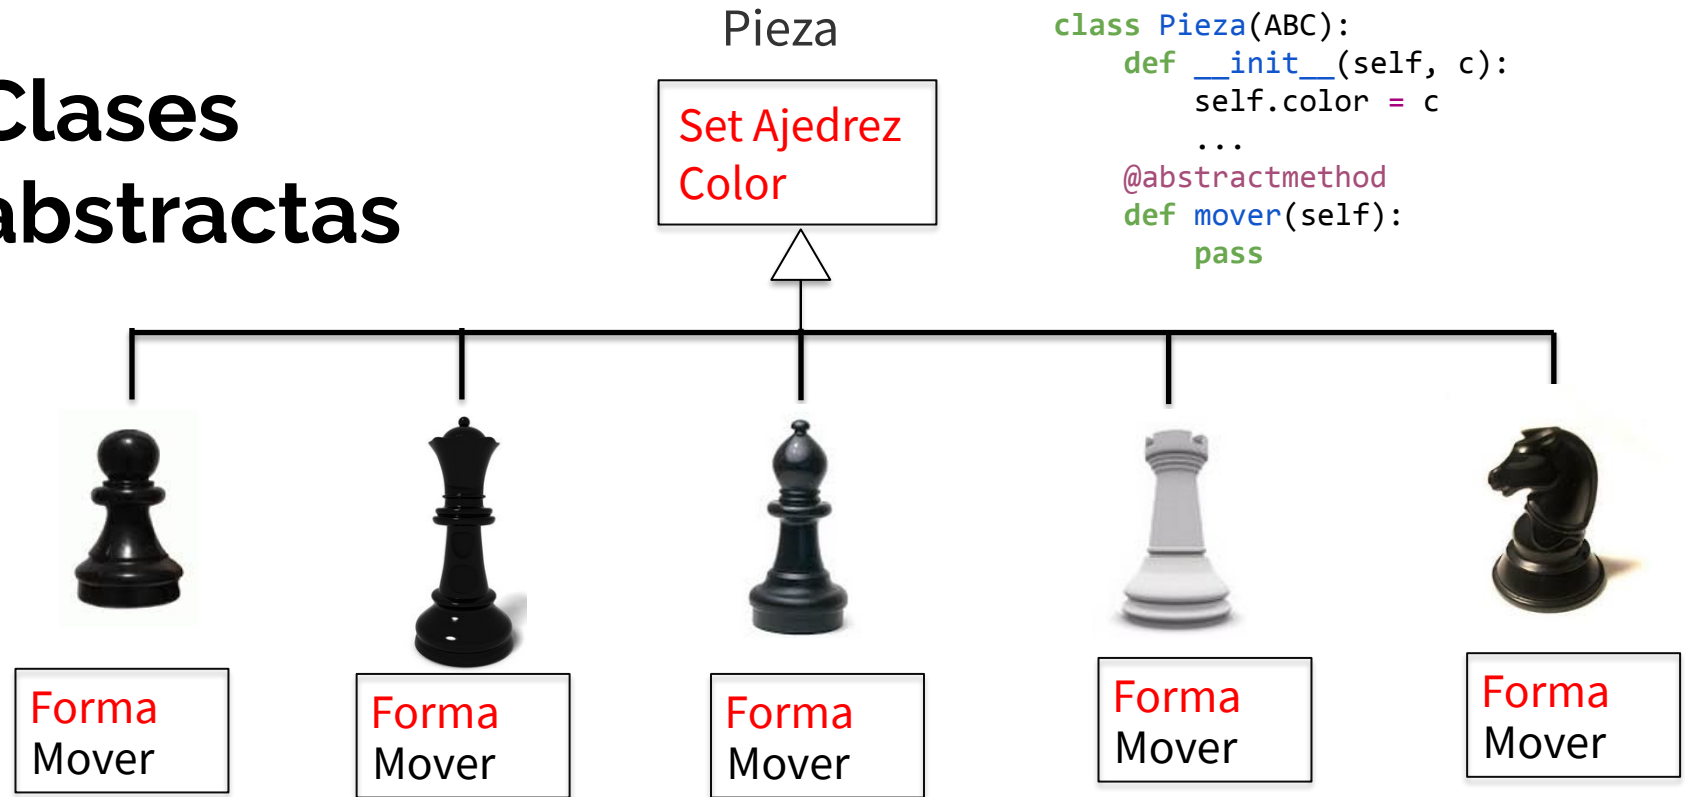 Clases
abstractas
Pieza
Set Ajedrez
Color
class Pieza(ABC):
    def __init__(self, c):
        self.color = c
        ...
    @abstractmethod
    def mover(self):
        pass
Forma
Mover
Forma
Mover
Forma
Mover
Forma
Mover
Forma
Mover